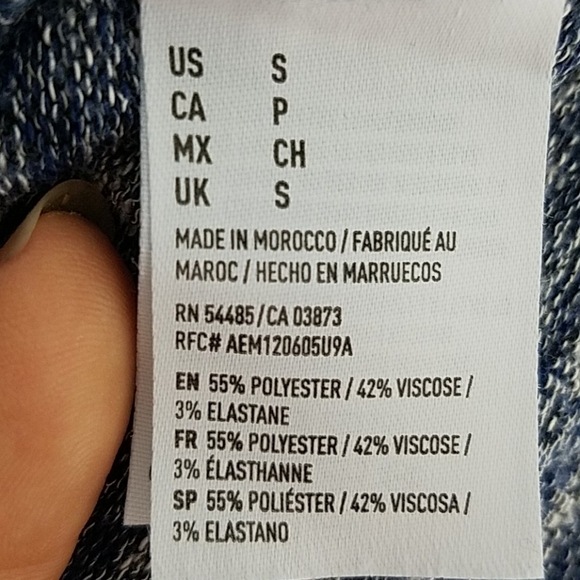 US S
CA P
MX CH
UK S
MADE IN MOROCCO / FABRIQUÉ AU
MAROC / HECHO EN MARRUECOS
RN 54485/CA 03873
RFC# AEM120605U9A
EN 55% POLYESTER / 42% VISCOSE /
3% ELASTANE
FR 55% POLYESTER / 42% VISCOSE /
3% ÉLASTHANNE
SP 55% POLIÉSTER / 42% VISCOSA /
3% ELASTANO